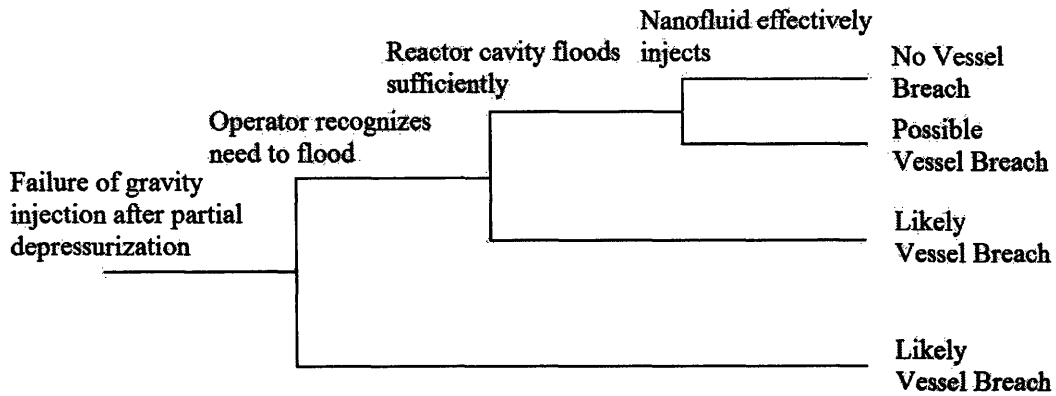 Nanofluid effectively
injects
Reactor cavity floods
sufficiently
No Vessel
Breach
Operator recognizes
need to flood
Possible
Vessel Breach
Failure of gravity
injection after partial
depressurization
Likely
Vessel Breach
Likely
Vessel Breach